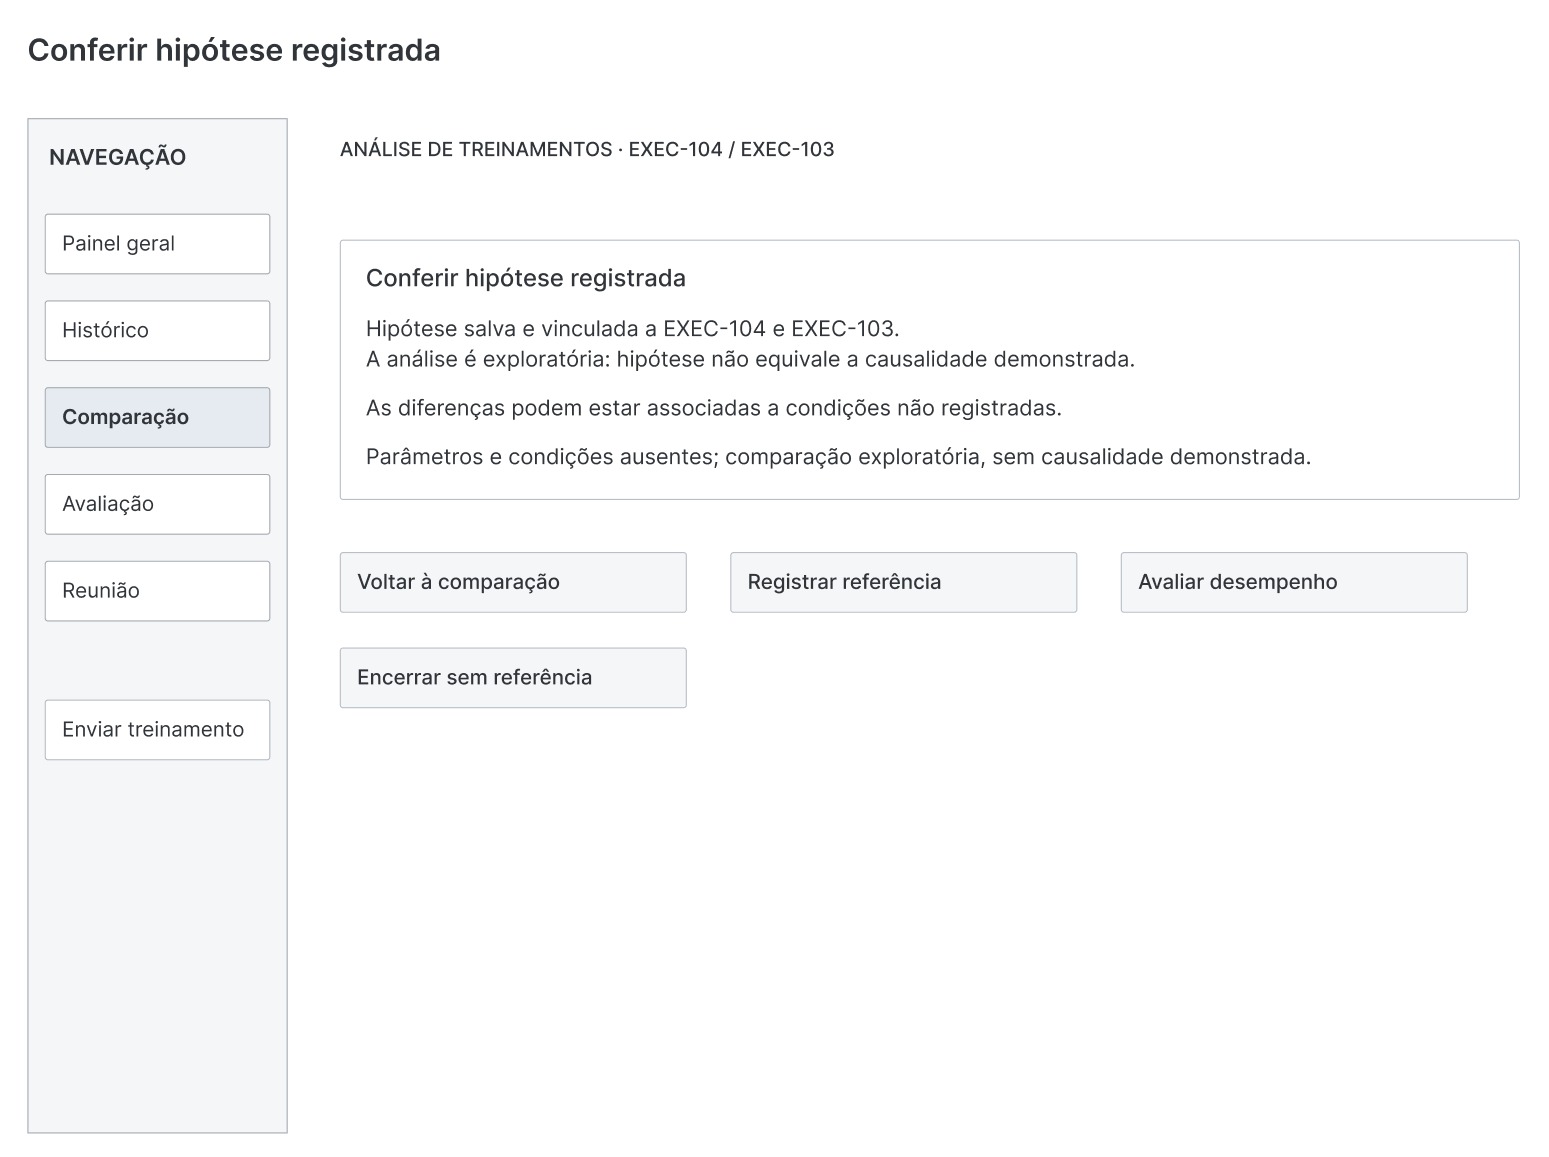 Conferir hipótese registrada
NAVEGAÇÃO
Painel geral
Histórico
Comparação
Avaliação
Reunião
Enviar treinamento
ANÁLISE DE TREINAMENTOS · EXEC-104 / EXEC-103
Conferir hipótese registrada
Hipótese salva e vinculada a EXEC-104 e EXEC-103.
A análise é exploratória: hipótese não equivale a causalidade demonstrada.
As diferenças podem estar associadas a condições não registradas.
Parâmetros e condições ausentes; comparação exploratória, sem causalidade demonstrada.
Voltar à comparação
Registrar referência
Avaliar desempenho
Encerrar sem referência